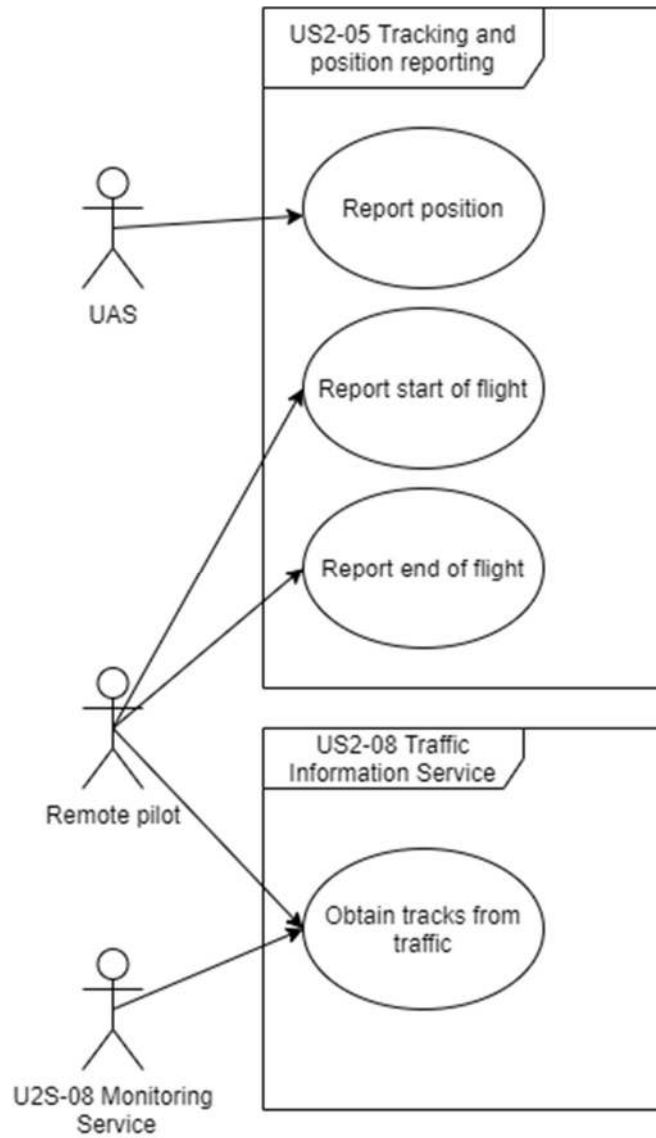 US2-05 Tracking and
position reporting
Report position
UAS
Report start of flight
Report end of flight
Remote pilot
US2-08 Traffic
Information Service
Obtain tracks from
traffic
U2S-08 Monitoring
Service